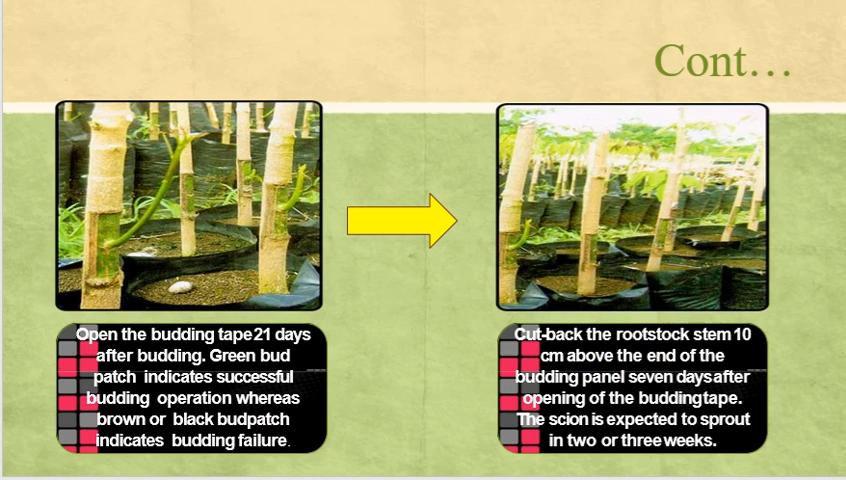 Cont…
Open the budding tape 21 days
after budding. Green bud
patch indicates successful
budding operation whereas
brown or black budpatch
indicates budding failure.
Cut-back the rootstock stem 10
cm above the end of the
budding panel seven days after
opening of the buddingtape.
The scion is expected to sprout
in two or three weeks.